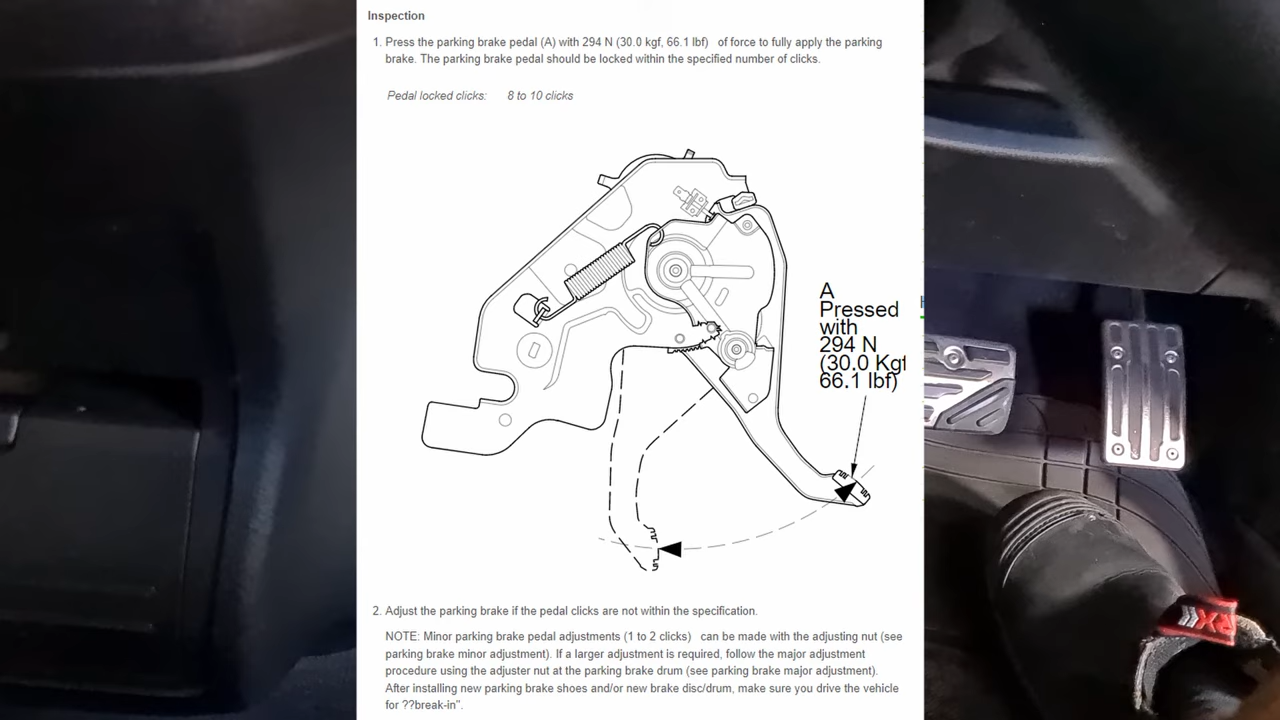 Inspection
1. Press the parking brake pedal (A) with 294 N (30.0 kgf, 66.1 lbf) of force to fully apply the parking
brake. The parking brake pedal should be locked within the specified number of clicks.
Pedal locked clicks: 8 to 10 clicks
A
Pressed
with
294 N
(30.0 Kgf
66.1 lbf)
2. Adjust the parking brake if the pedal clicks are not within the specification.
NOTE: Minor parking brake pedal adjustments (1 to 2 clicks) can be made with the adjusting nut (see
parking brake minor adjustment). If a larger adjustment is required, follow the major adjustment
procedure using the adjuster nut at the parking brake drum (see parking brake major adjustment).
After installing new parking brake shoes and/or new brake disc/drum, make sure you drive the vehicle
for ??break-in".